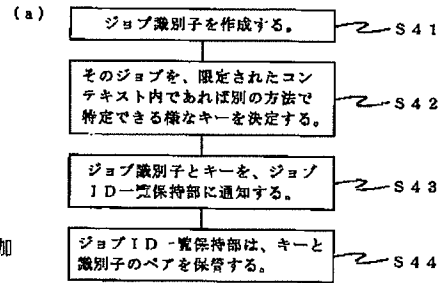 (a)
ジョブ識別子を作成する。
S41
そのジョブを、限定されたコン
テキスト内であれば別の方法で
特定できる様なキーを決定する。
S42
ジョブ識別子とキーを、ジョブ
ID一覧保持部に通知する。
S43
加
ジョブID一覧保持部は、キーと
識別子のペアを保管する。
S44